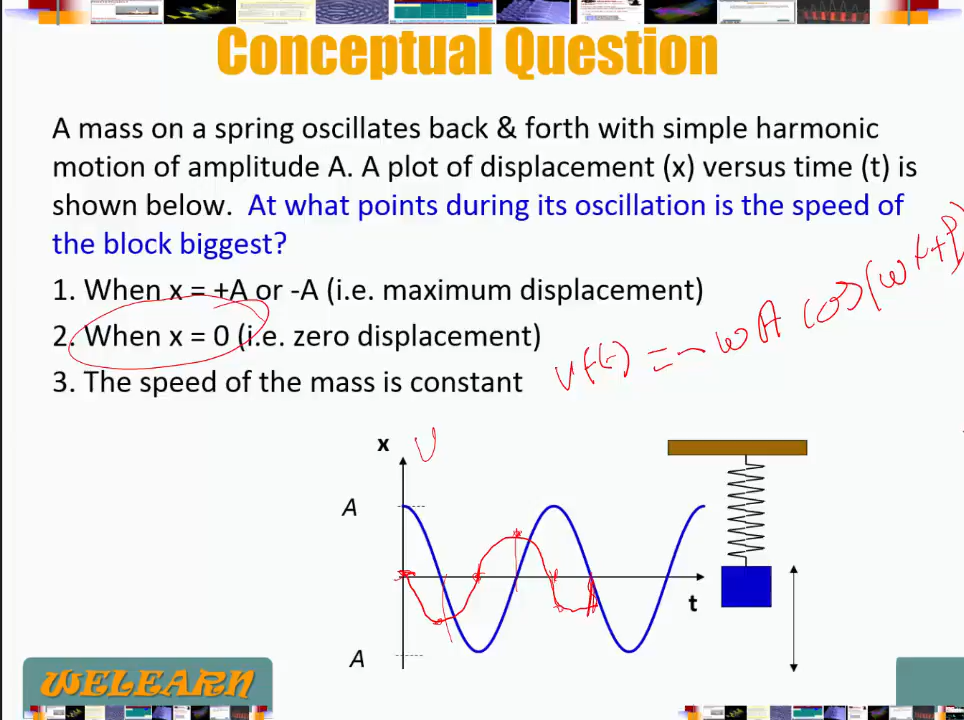 Conceptual Question
A mass on a spring oscillates back & forth with simple harmonic
motion of amplitude A. A plot of displacement (x) versus time (t) is
shown below. At what points during its oscillation is the speed of
the block biggest?
1. When x = +A or -A (i.e. maximum displacement)
2. When x = 0 (i.e. zero displacement)
3. The speed of the mass is constant
v(t) = - ωA cos(ωt+φ)
x
v
A
t
A
WELEARN